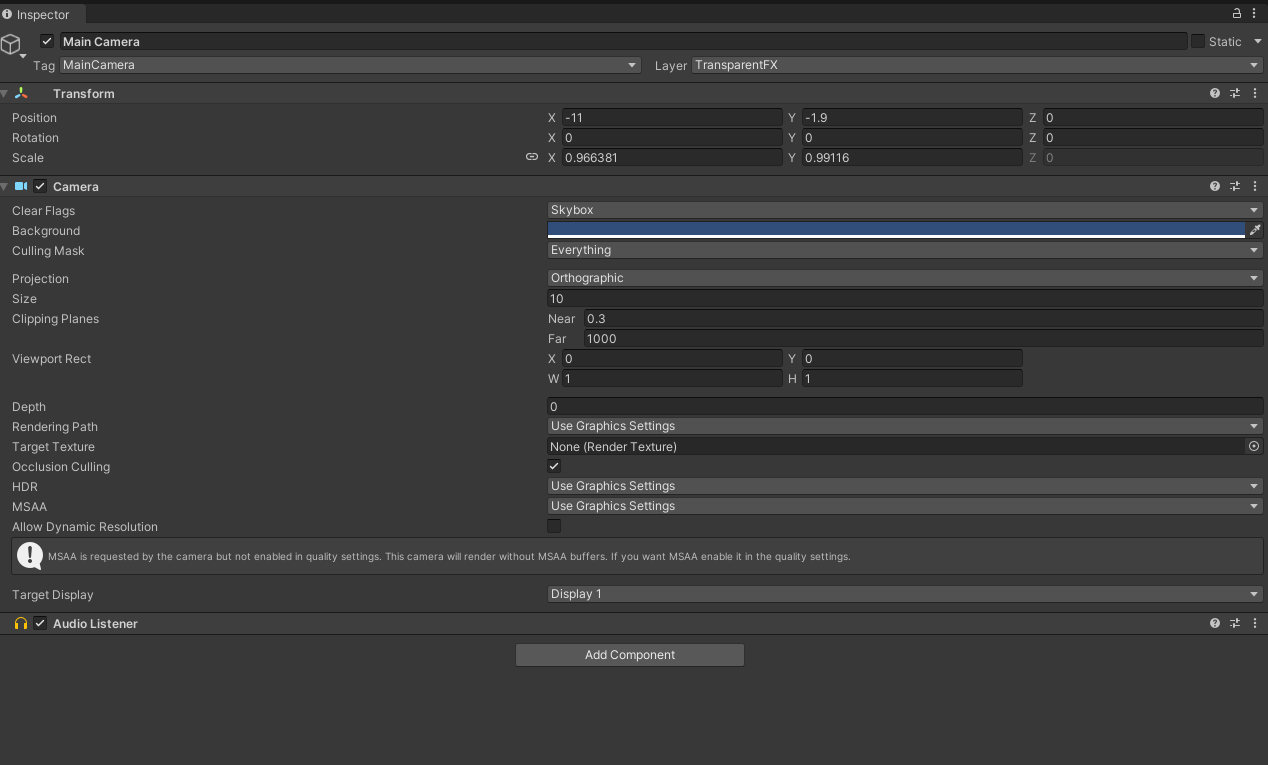 Inspector
Main Camera Static
Tag MainCamera Layer TransparentFX
Transform
Position X -11 Y -1.9 Z 0
Rotation X 0 Y 0 Z 0
Scale X 0.966381 Y 0.99116 Z 0
Camera
Clear Flags Skybox
Background
Culling Mask Everything
Projection Orthographic
Size 10
Clipping Planes Near 0.3
Far 1000
Viewport Rect X 0 Y 0
W 1 H 1
Depth 0
Rendering Path Use Graphics Settings
Target Texture None (Render Texture)
Occlusion Culling
HDR Use Graphics Settings
MSAA Use Graphics Settings
Allow Dynamic Resolution
MSAA is requested by the camera but not enabled in quality settings. This camera will render without MSAA buffers. If you want MSAA enable it in the quality settings.
Target Display Display 1
Audio Listener
Add Component